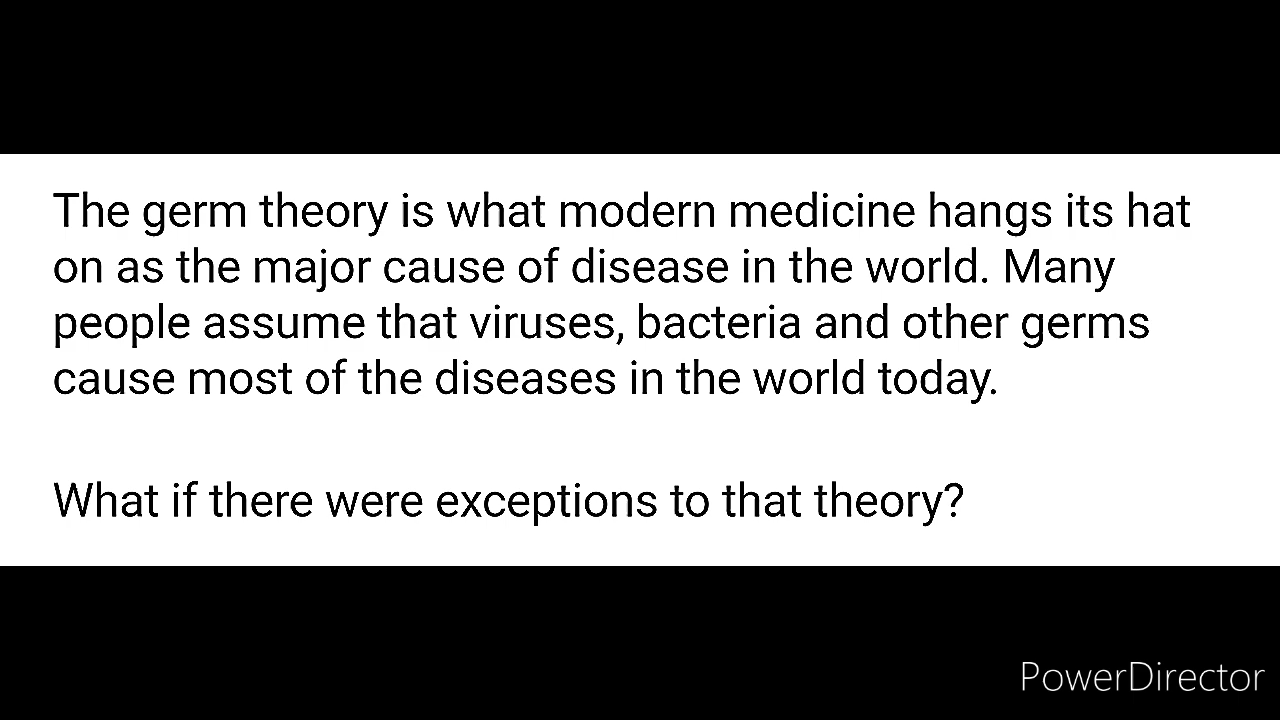 The germ theory is what modern medicine hangs its hat
on as the major cause of disease in the world. Many
people assume that viruses, bacteria and other germs
cause most of the diseases in the world today.
What if there were exceptions to that theory?
PowerDirector